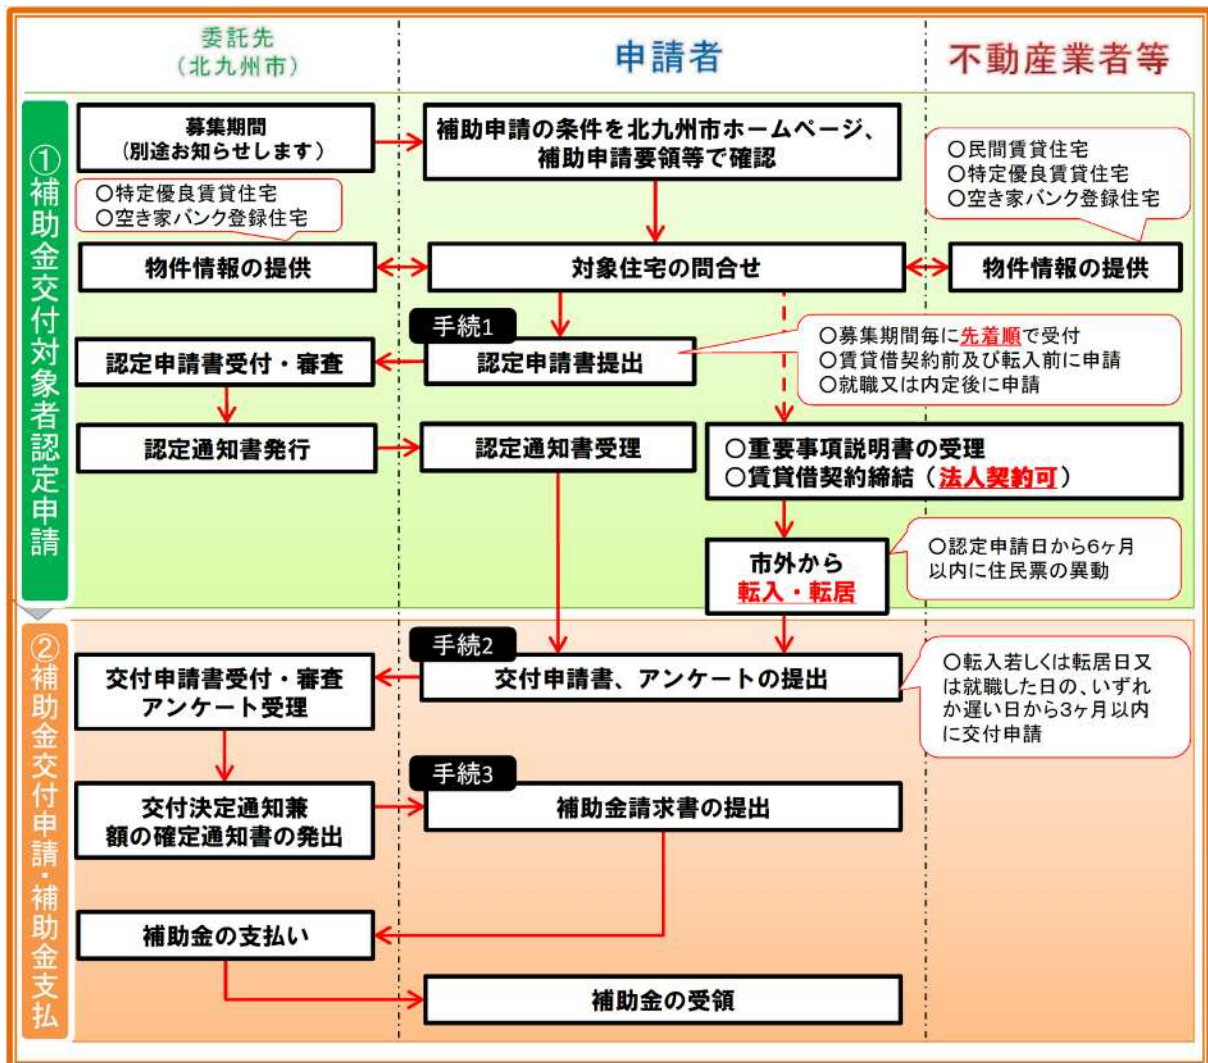 委託先
(北九州市)
申請者
不動産業者等
①補助金交付対象者認定申請
募集期間
(別途お知らせします)
補助申請の条件を北九州市ホームページ、
補助申請要領等で確認
○民間賃貸住宅
○特定優良賃貸住宅
○空き家バンク登録住宅
○特定優良賃貸住宅
○空き家バンク登録住宅
物件情報の提供
対象住宅の問合せ
物件情報の提供
手続1
認定申請書受付・審査
認定申請書提出
○募集期間毎に先着順で受付
○賃貸借契約前及び転入前に申請
○就職又は内定後に申請
認定通知書発行
認定通知書受理
○重要事項説明書の受理
○賃貸借契約締結(法人契約可)
市外から
転入・転居
○認定申請日から6ヶ月
以内に住民票の異動
②補助金交付申請・補助金支払
手続2
交付申請書受付・審査
アンケート受理
交付申請書、アンケートの提出
○転入若しくは転居日又
は就職した日の、いずれ
か遅い日から3ヶ月以内
に交付申請
手続3
交付決定通知兼
額の確定通知書の発出
補助金請求書の提出
補助金の支払い
補助金の受領